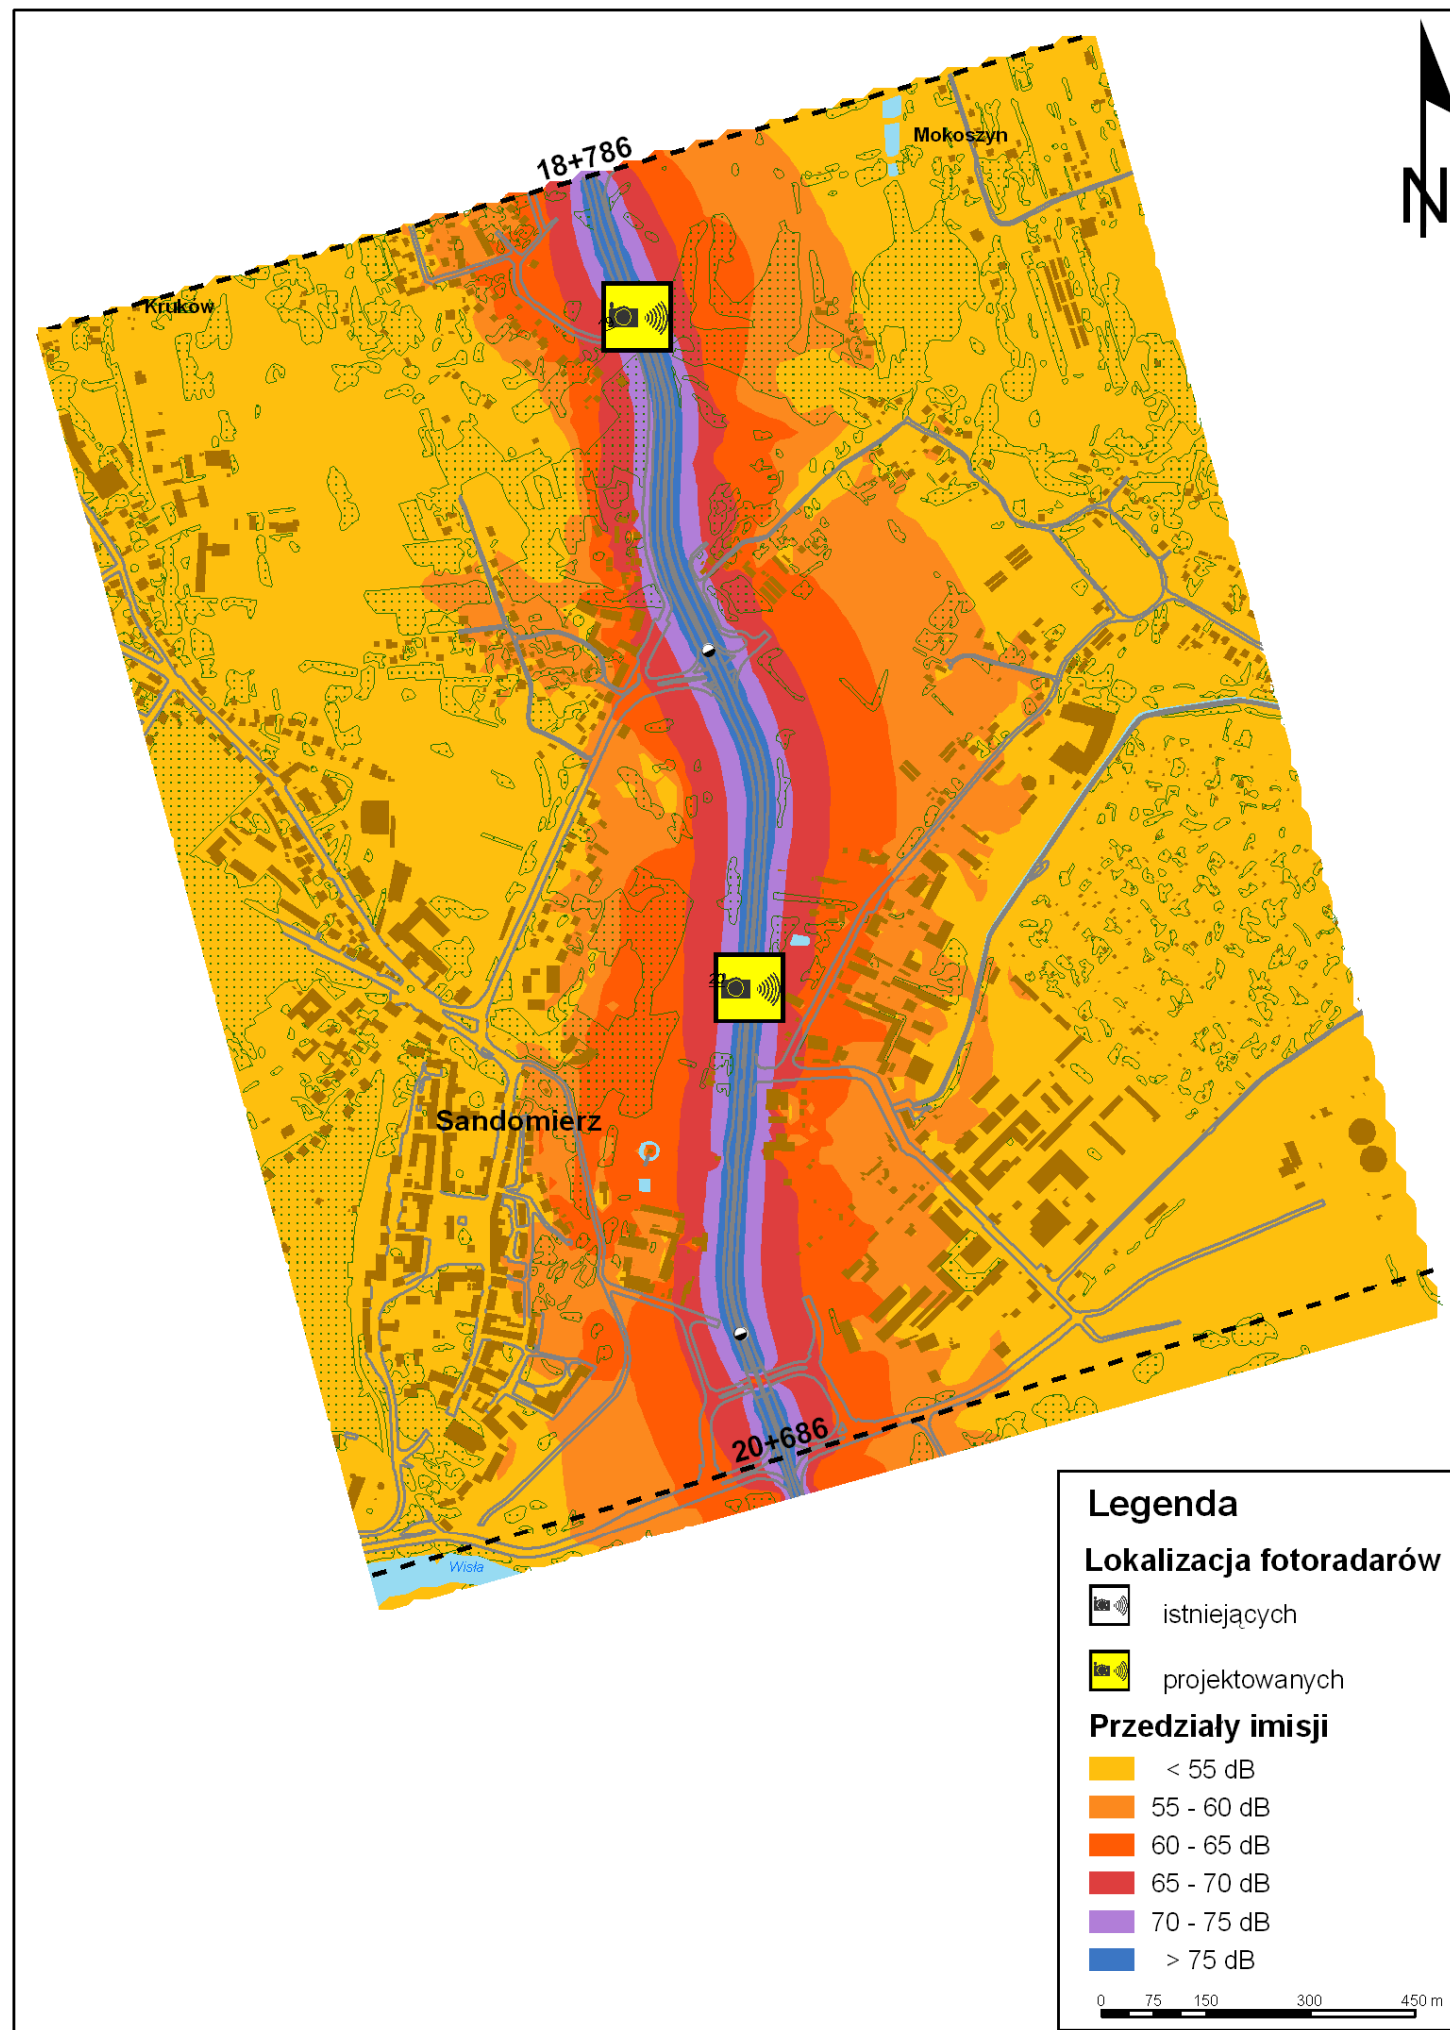 18+786
Mokoszyn
N
Kruków
Sandomierz
20+686
Wisła
Legenda
Lokalizacja fotoradarów
istniejących
projektowanych
Przedziały imisji
< 55 dB
55 - 60 dB
60 - 65 dB
65 - 70 dB
70 - 75 dB
> 75 dB
0 75 150 300 450 m